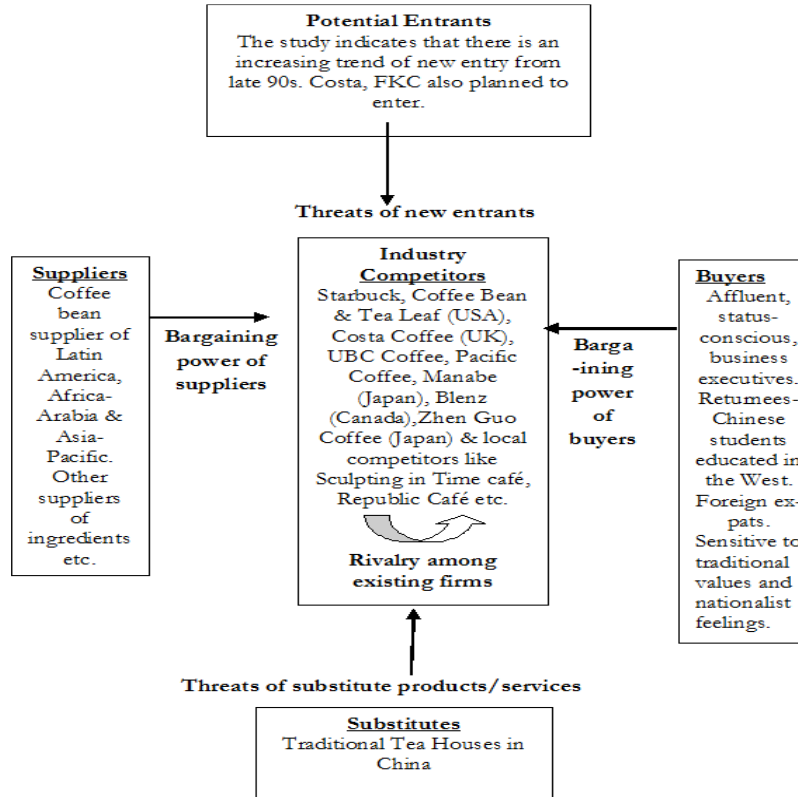 Potential Entrants
The study indicates that there is an
increasing trend of new entry from
late 90s. Costa, FKC also planned to
enter.
Threats of new entrants
Suppliers
Coffee
bean
supplier of
Latin
America,
Africa-
Arabia &
Asia-
Pacific.
Other
suppliers
of
ingredients
etc.
Bargaining
power of
suppliers
Industry
Competitors
Starbuck, Coffee Bean
& Tea Leaf (USA),
Costa Coffee (UK),
UBC Coffee, Pacific
Coffee, Manabe
(Japan), Blenz
(Canada),Zhen Guo
Coffee (Japan) & local
competitors like
Sculpting in Time café,
Republic Café etc.
Rivalry among
existing firms
Barga
-ining
power
of
buyers
Buyers
Affluent,
status-
conscious,
business
executives.
Returnees-
Chinese
students
educated in
the West.
Foreign ex-
pats.
Sensitive to
traditional
values and
nationalist
feelings.
Threats of substitute products/services
Substitutes
Traditional Tea Houses in
China